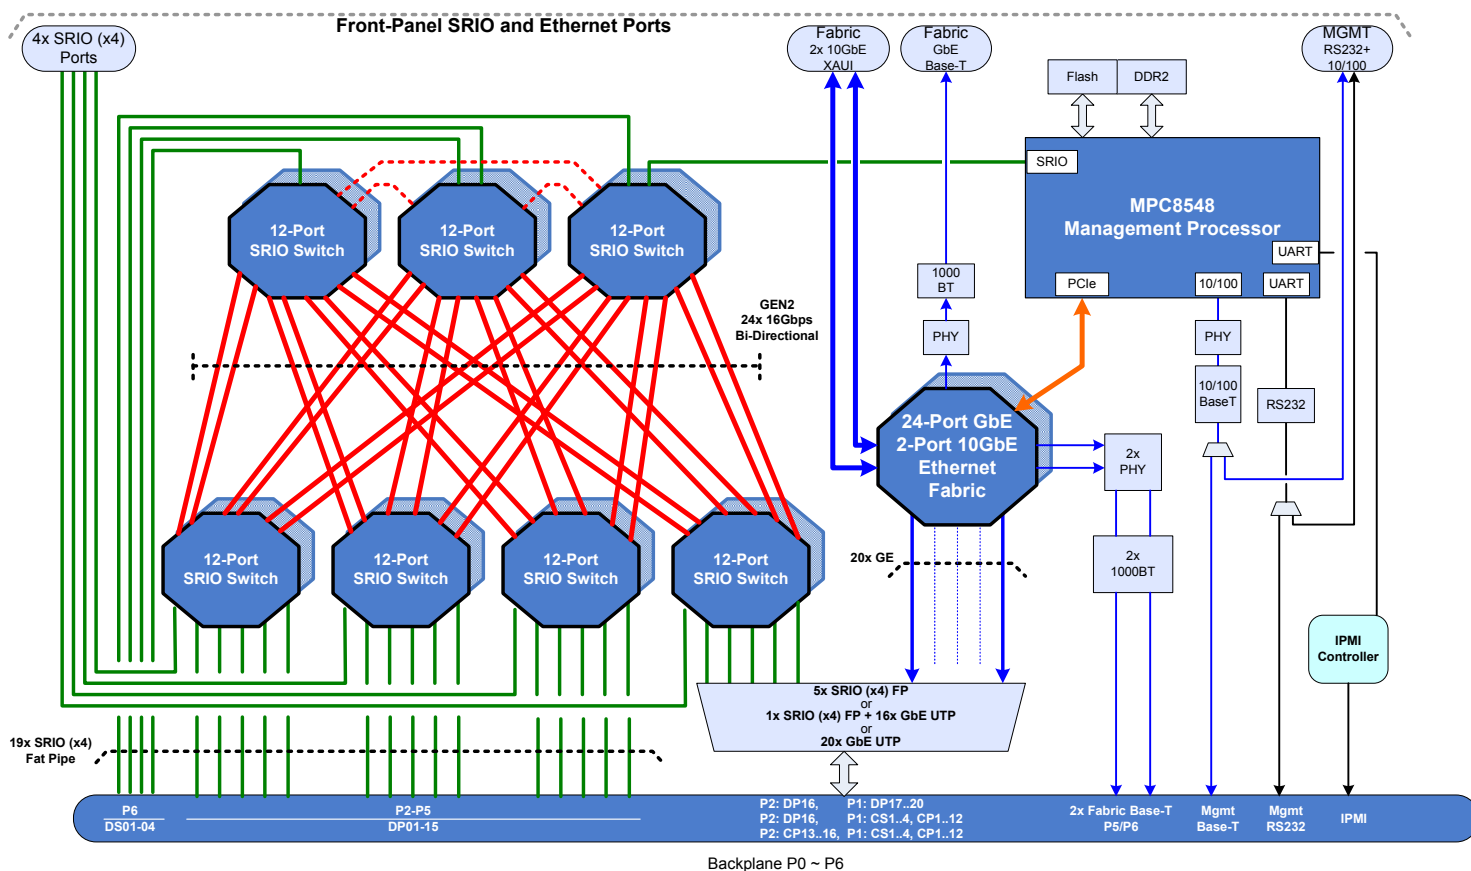 Front-Panel SRIO and Ethernet Ports
4x SRIO (x4)
Ports
Fabric
2x 10GbE
XAUI
Fabric
GbE
Base-T
MGMT
RS232+
10/100
Flash
DDR2
SRIO
MPC8548
Management Processor
UART
PCIe
10/100
UART
12-Port
SRIO Switch
12-Port
SRIO Switch
12-Port
SRIO Switch
1000
BT
PHY
GEN2
24x 16Gbps
Bi-Directional
PHY
10/100
BaseT
RS232
24-Port GbE
2-Port 10GbE
Ethernet
Fabric
2x
PHY
12-Port
SRIO Switch
12-Port
SRIO Switch
12-Port
SRIO Switch
12-Port
SRIO Switch
20x GE
2x
1000BT
IPMI
Controller
5x SRIO (x4) FP
or
1x SRIO (x4) FP + 16x GbE UTP
or
20x GbE UTP
19x SRIO (x4)
Fat Pipe
P6
DS01-04
P2-P5
DP01-15
P2: DP16, P1: DP17..20
P2: DP16, P1: CS1..4, CP1..12
P2: CP13..16, P1: CS1..4, CP1..12
2x Fabric Base-T
P5/P6
Mgmt
Base-T
Mgmt
RS232
IPMI
Backplane P0 ~ P6